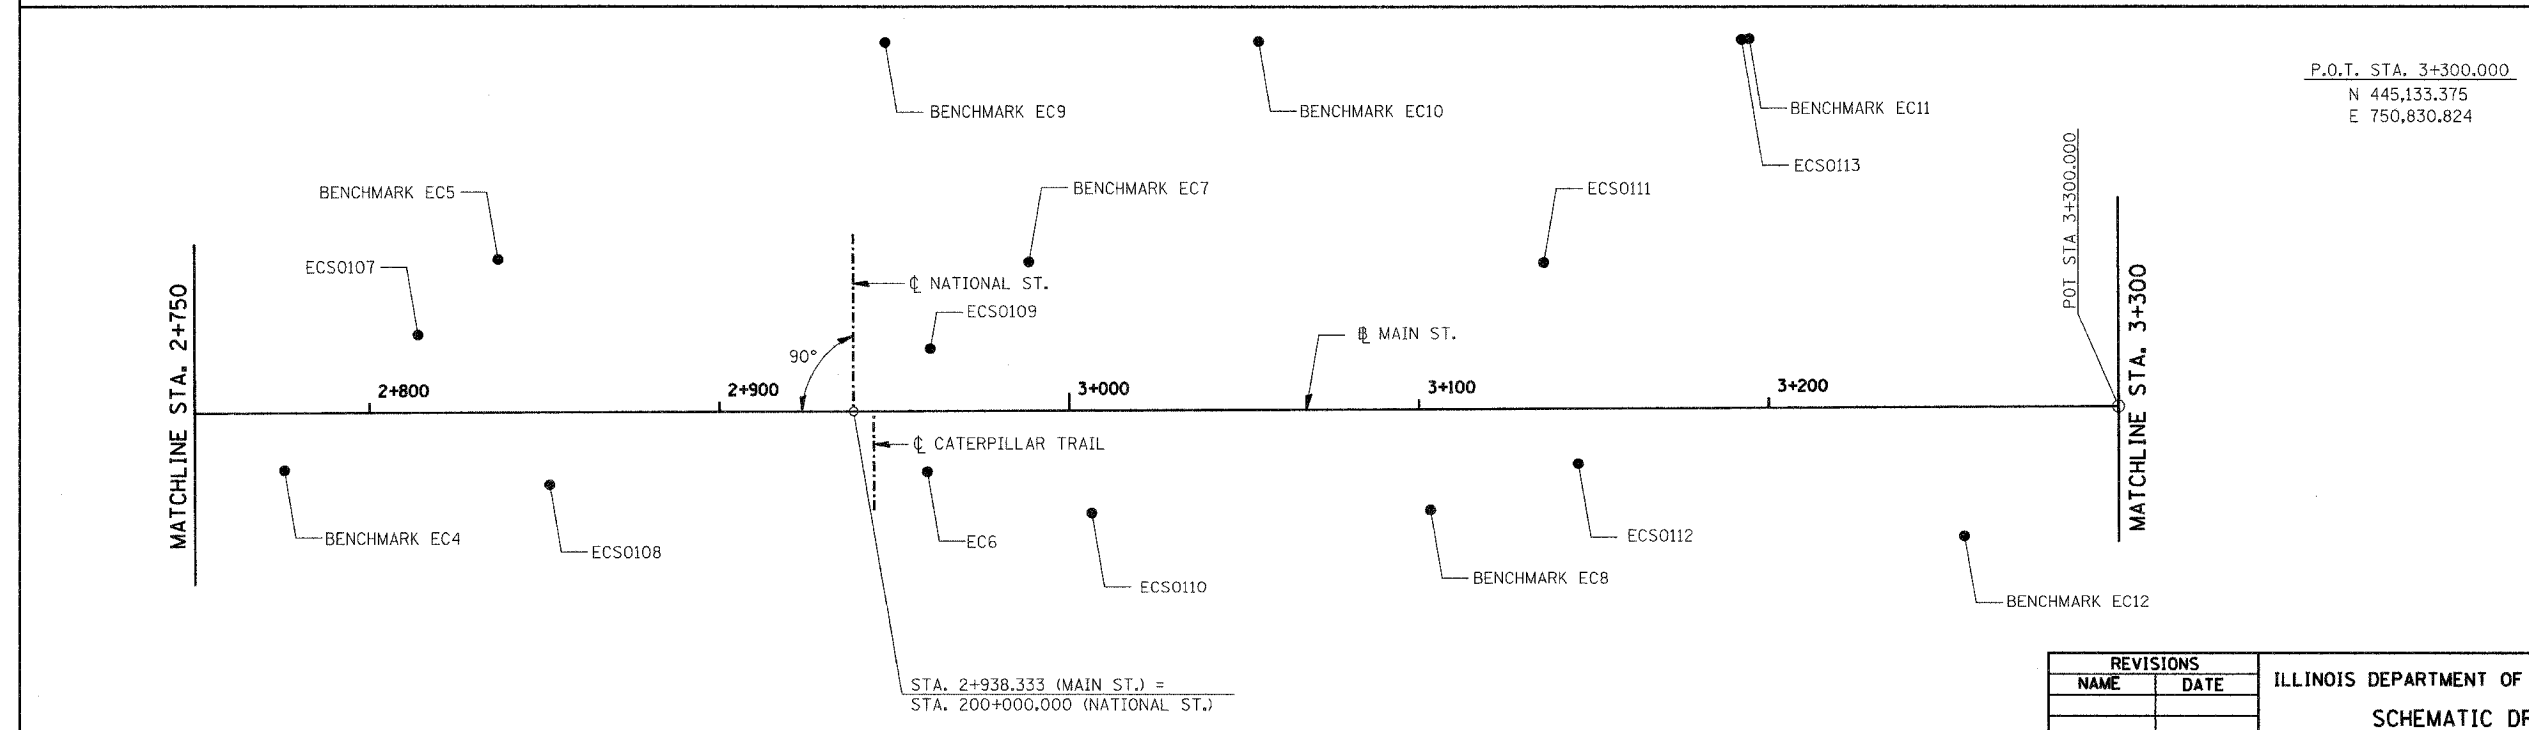 P.O.T. STA. 3+300.000
N 445,133.375
E 750,830.824
BENCHMARK EC9
BENCHMARK EC10
BENCHMARK EC11
ECS0113
BENCHMARK EC5
BENCHMARK EC7
ECS0111
POT STA 3+300.000
ECS0107
℄ NATIONAL ST.
ECS0109
MATCHLINE STA. 2+750
MATCHLINE STA. 3+300
90°
MAIN ST.
2+800
2+900
3+000
3+100
3+200
℄ CATERPILLAR TRAIL
BENCHMARK EC4
ECS0108
EC6
ECS0110
BENCHMARK EC8
ECS0112
BENCHMARK EC12
STA. 2+938.333 (MAIN ST.) =
STA. 200+000.000 (NATIONAL ST.)
REVISIONS
NAME DATE
ILLINOIS DEPARTMENT OF
SCHEMATIC